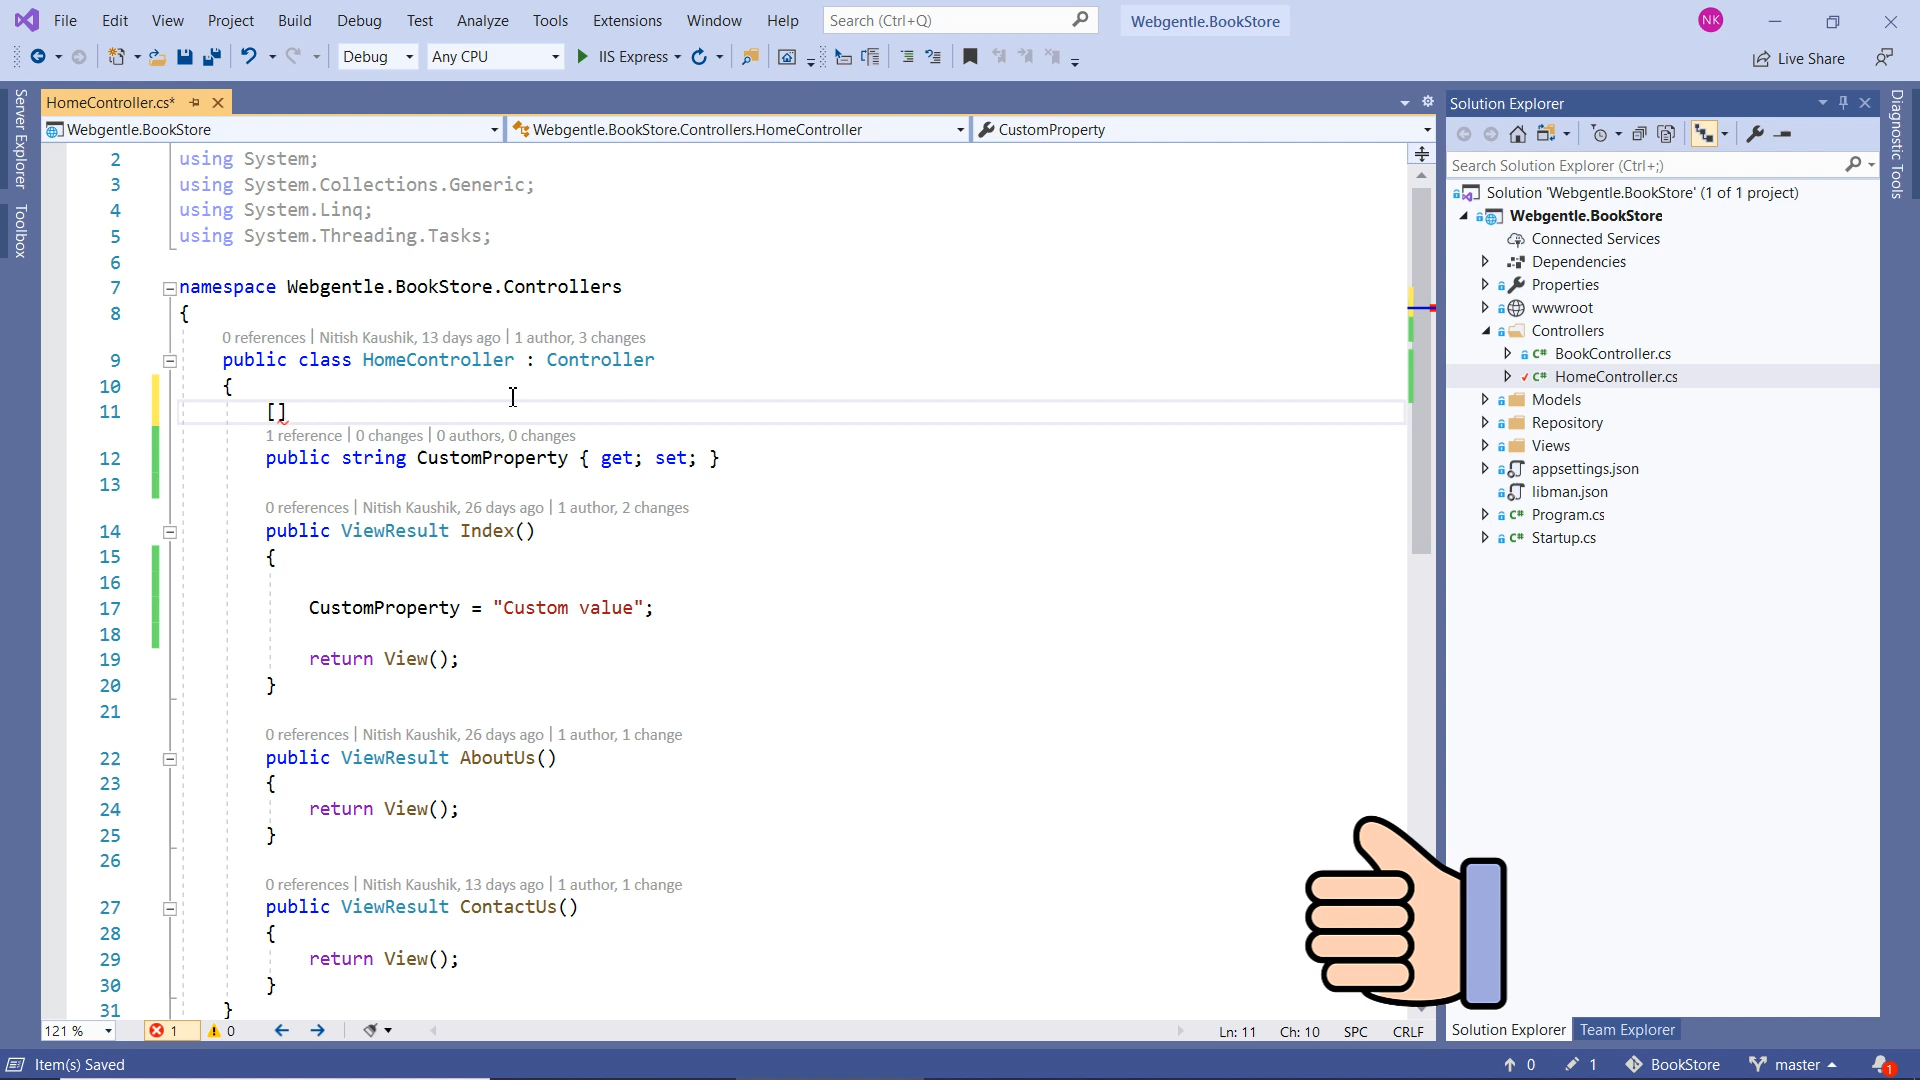 File Edit View Project Build Debug Test Analyze Tools Extensions Window Help Search (Ctrl+Q) Webgentle.BookStore NK
Debug Any CPU IIS Express Live Share
Server Explorer
Toolbox
HomeController.cs*
Webgentle.BookStore Webgentle.BookStore.Controllers.HomeController CustomProperty
2 using System;
3 using System.Collections.Generic;
4 using System.Linq;
5 using System.Threading.Tasks;
6
7 namespace Webgentle.BookStore.Controllers
8 {
0 references | Nitish Kaushik, 13 days ago | 1 author, 3 changes
9 public class HomeController : Controller
10 {
11 []
1 reference | 0 changes | 0 authors, 0 changes
12 public string CustomProperty { get; set; }
13
0 references | Nitish Kaushik, 26 days ago | 1 author, 2 changes
14 public ViewResult Index()
15 {
16
17 CustomProperty = "Custom value";
18
19 return View();
20 }
21
0 references | Nitish Kaushik, 26 days ago | 1 author, 1 change
22 public ViewResult AboutUs()
23 {
24 return View();
25 }
26
0 references | Nitish Kaushik, 13 days ago | 1 author, 1 change
27 public ViewResult ContactUs()
28 {
29 return View();
30 }
31 }
121 % 1 0 Ln: 11 Ch: 10 SPC CRLF
Solution Explorer
Search Solution Explorer (Ctrl+;)
Solution 'Webgentle.BookStore' (1 of 1 project)
Webgentle.BookStore
Connected Services
Dependencies
Properties
wwwroot
Controllers
C# BookController.cs
C# HomeController.cs
Models
Repository
Views
appsettings.json
libman.json
C# Program.cs
C# Startup.cs
Solution Explorer Team Explorer
Diagnostic Tools
Item(s) Saved 0 1 BookStore master 1